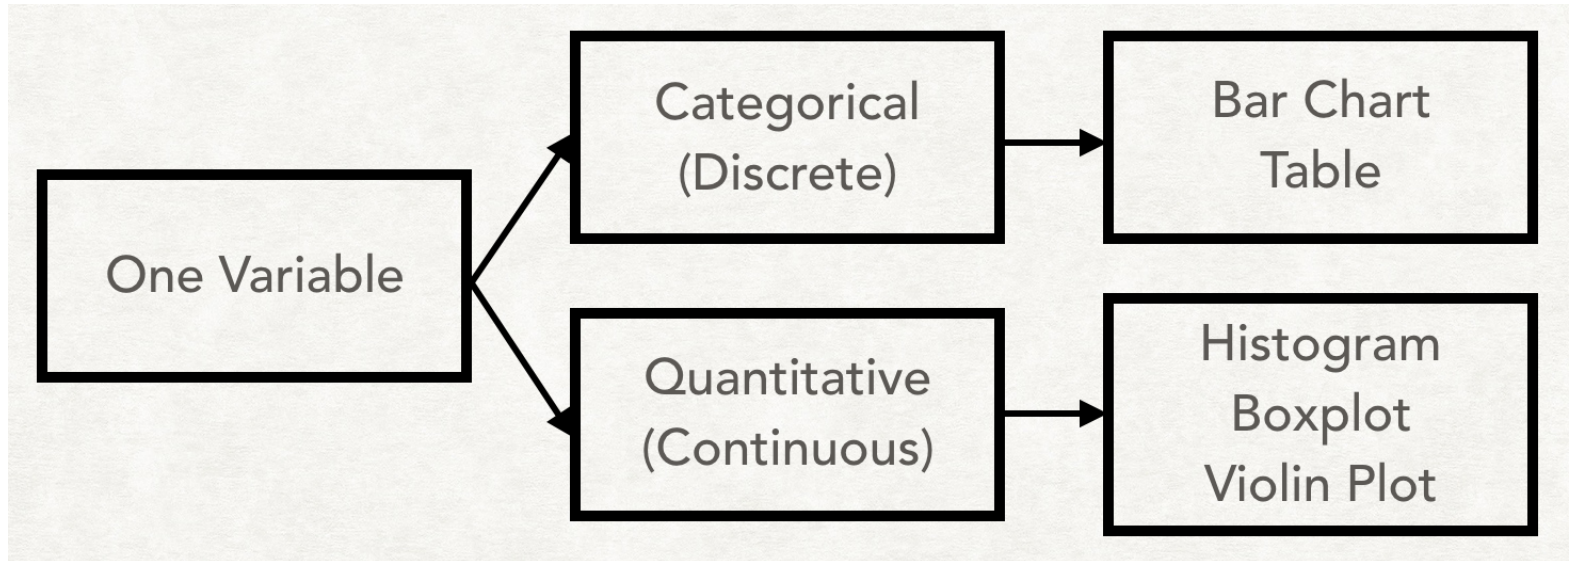 One Variable
Categorical
(Discrete)
Bar Chart
Table
Quantitative
(Continuous)
Histogram
Boxplot
Violin Plot